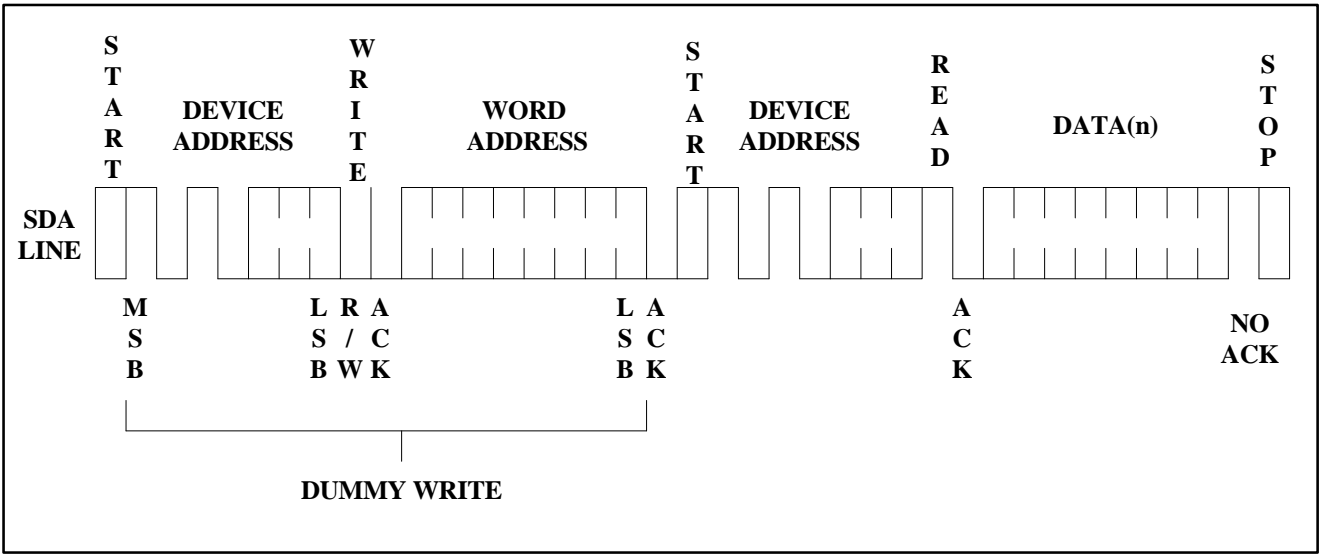 START
WRITE
START
READ
STOP
DEVICE
ADDRESS
WORD
ADDRESS
DEVICE
ADDRESS
DATA(n)
SDA
LINE
MSB
LSB
R/W
ACK
LSB
ACK
ACK
NO
ACK
DUMMY WRITE